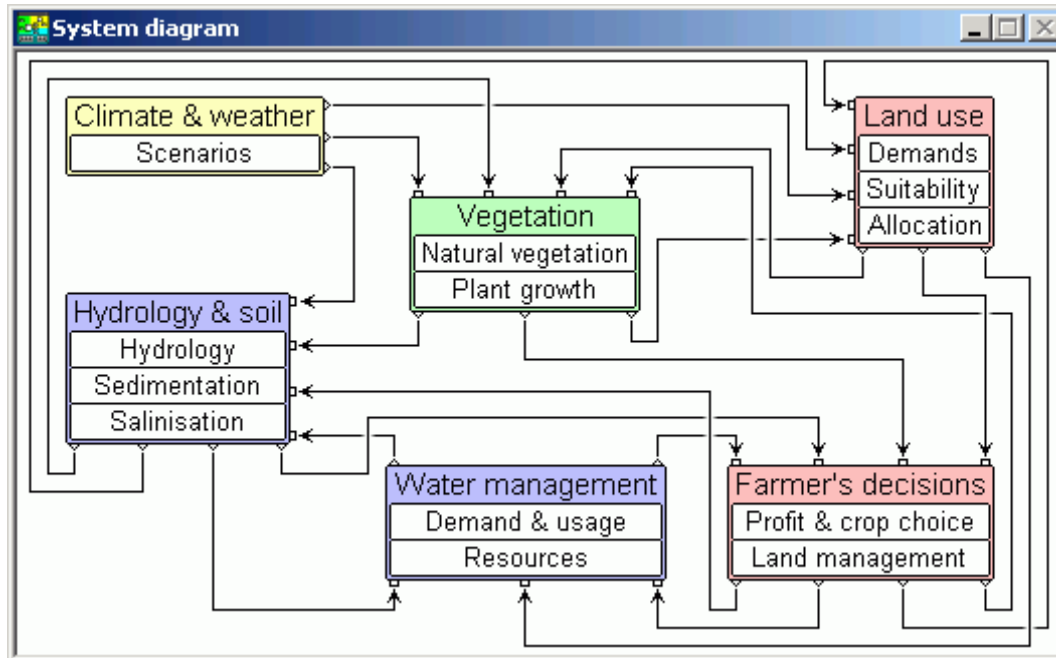 System diagram
Climate & weather
Scenarios
Land use
Demands
Suitability
Allocation
Vegetation
Natural vegetation
Plant growth
Hydrology & soil
Hydrology
Sedimentation
Salinisation
Water management
Demand & usage
Resources
Farmer's decisions
Profit & crop choice
Land management